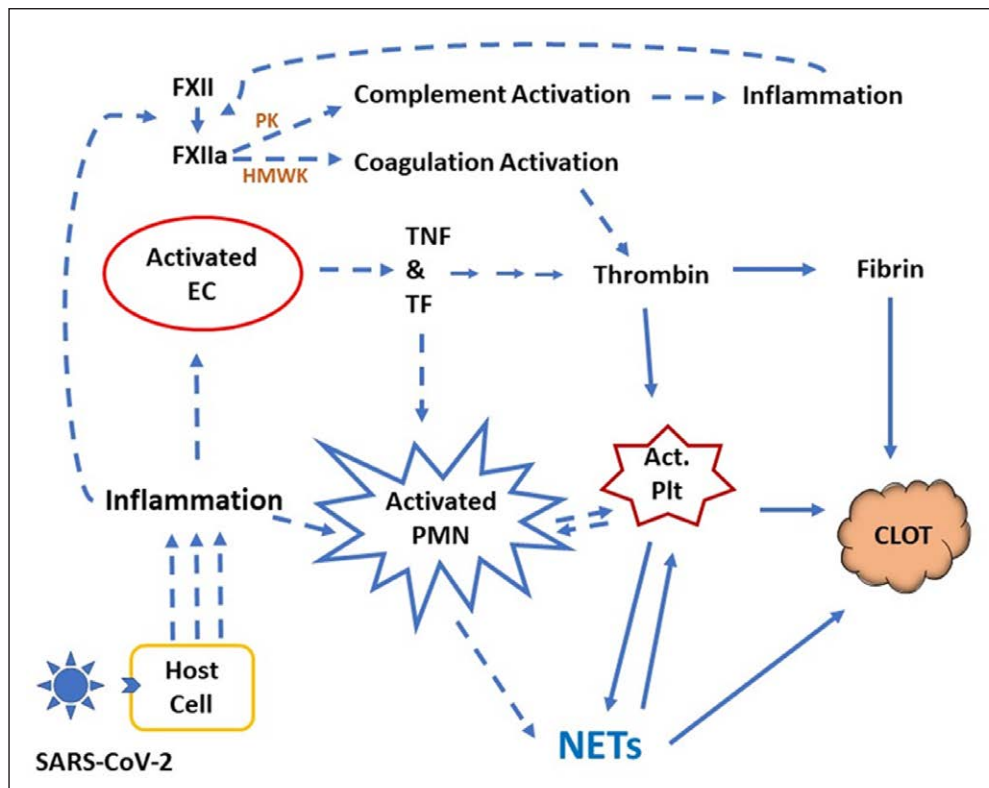 FXII
PK
Complement Activation
Inflammation
FXIIa
HMWK
Coagulation Activation
Activated
EC
TNF
&
TF
Thrombin
Fibrin
Inflammation
Activated
PMN
Act.
Plt
CLOT
Host
Cell
SARS-CoV-2
NETs